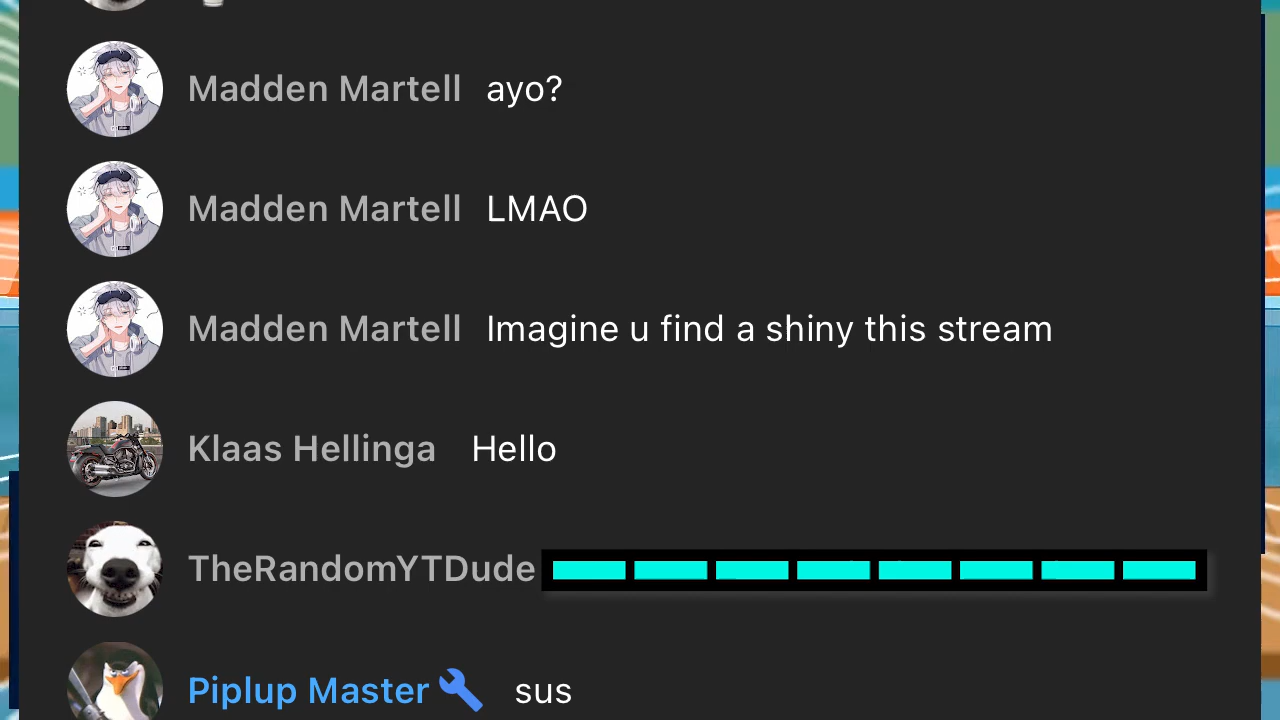 Madden Martell ayo?
Madden Martell LMAO
Madden Martell Imagine u find a shiny this stream
Klaas Hellinga Hello
TheRandomYTDude
Piplup Master sus